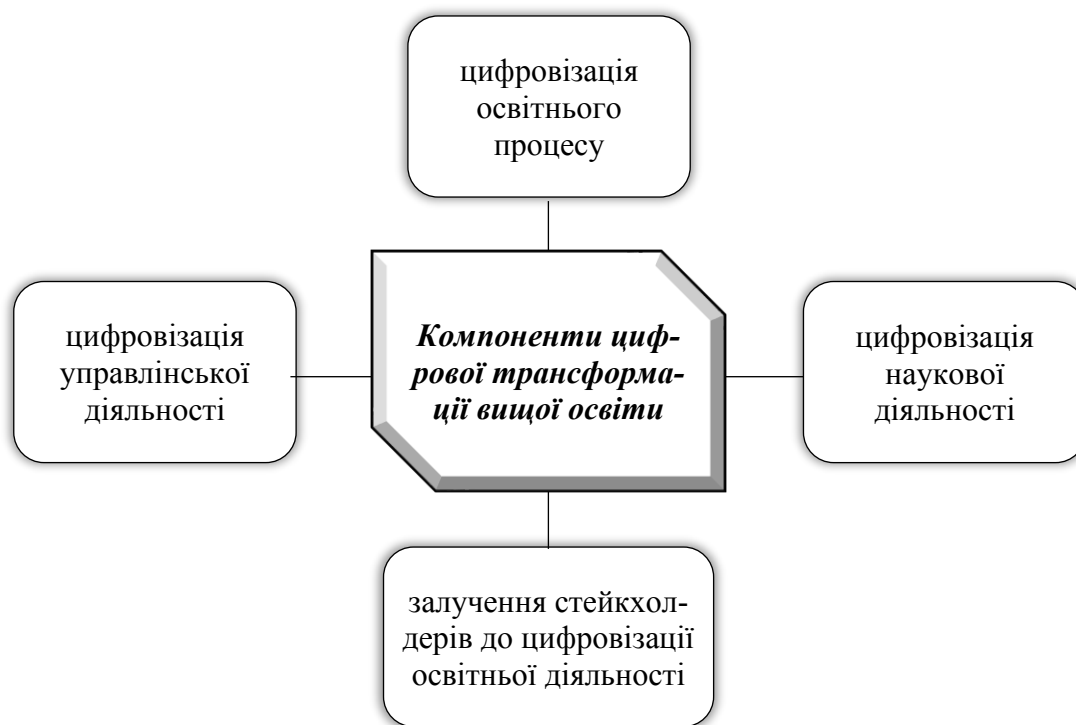 цифровізація
освітнього
процесу
цифровізація
управлінської
діяльності
Компоненти циф-
рової трансформа-
ції вищої освіти
цифровізація
наукової
діяльності
залучення стейкхол-
дерів до цифровізації
освітньої діяльності